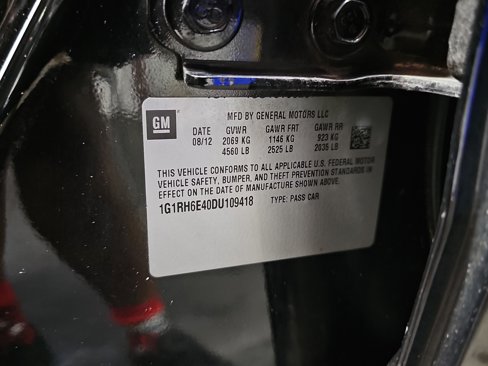 GM
MFD BY GENERAL MOTORS LLC
DATE GVWR GAWR FRT GAWR RR
08/12 2069 KG 1146 KG 923 KG
4560 LB 2525 LB 2035 LB
THIS VEHICLE CONFORMS TO ALL APPLICABLE U.S. FEDERAL MOTOR
VEHICLE SAFETY, BUMPER, AND THEFT PREVENTION STANDARDS IN
EFFECT ON THE DATE OF MANUFACTURE SHOWN ABOVE.
1G1RH6E40DU109418 TYPE: PASS CAR